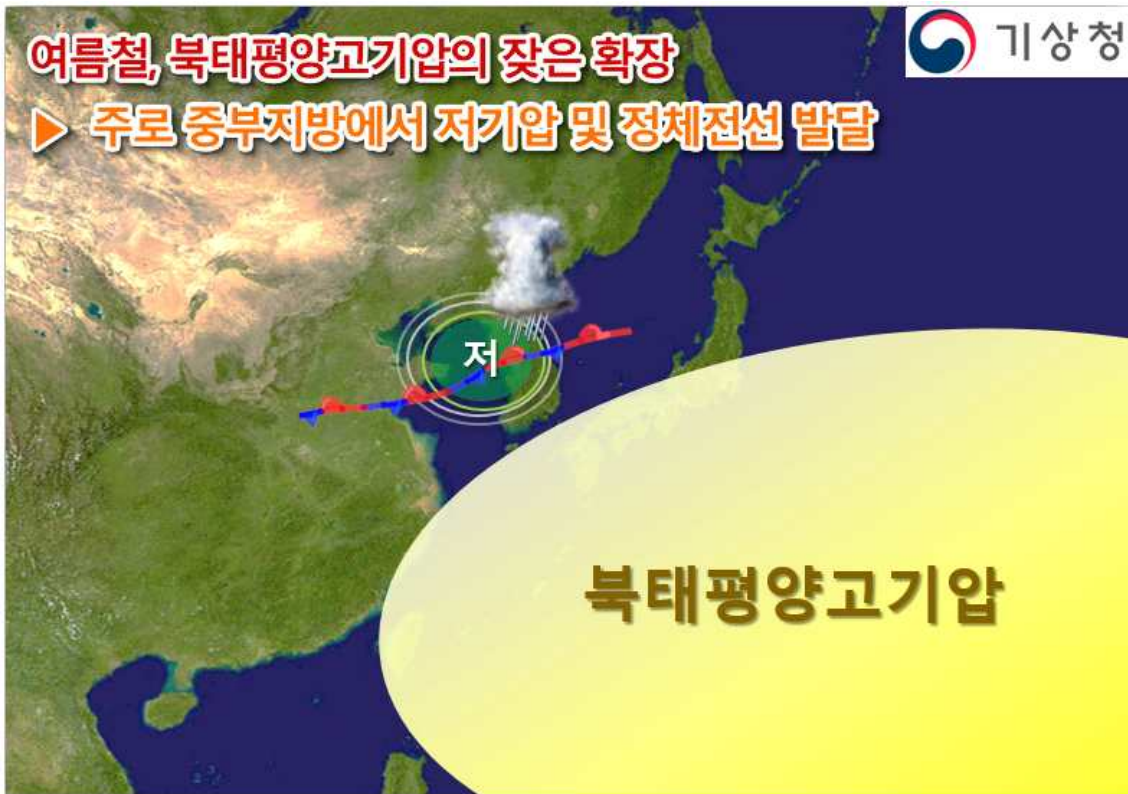 여름철, 북태평양고기압의 잦은 확장
▶ 주로 중부지방에서 저기압 및 정체전선 발달
기상청
저
북태평양고기압